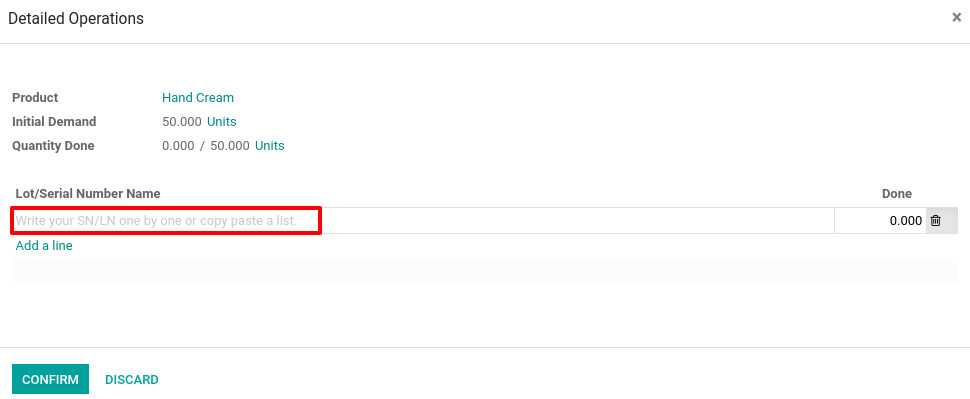 Detailed Operations ×
Product Hand Cream
Initial Demand 50.000 Units
Quantity Done 0.000 / 50.000 Units
Lot/Serial Number Name Done
Write your SN/LN one by one or copy paste a list. 0.000
Add a line
CONFIRM DISCARD